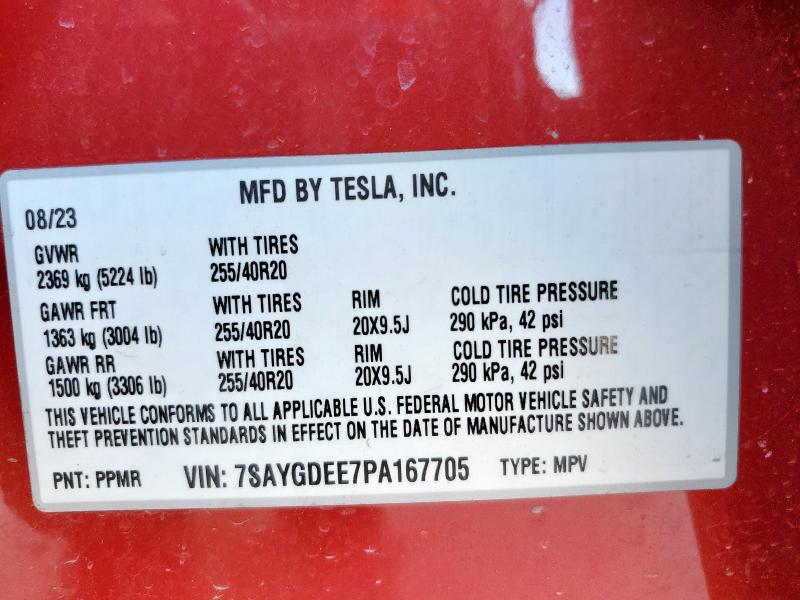 MFD BY TESLA, INC.
08/23
GVWR WITH TIRES
2369 kg (5224 lb) 255/40R20
GAWR FRT WITH TIRES RIM COLD TIRE PRESSURE
1363 kg (3004 lb) 255/40R20 20X9.5J 290 kPa, 42 psi
GAWR RR WITH TIRES RIM COLD TIRE PRESSURE
1500 kg (3306 lb) 255/40R20 20X9.5J 290 kPa, 42 psi
THIS VEHICLE CONFORMS TO ALL APPLICABLE U.S. FEDERAL MOTOR VEHICLE SAFETY AND
THEFT PREVENTION STANDARDS IN EFFECT ON THE DATE OF MANUFACTURE SHOWN ABOVE.
PNT: PPMR VIN: 7SAYGDEE7PA167705 TYPE: MPV